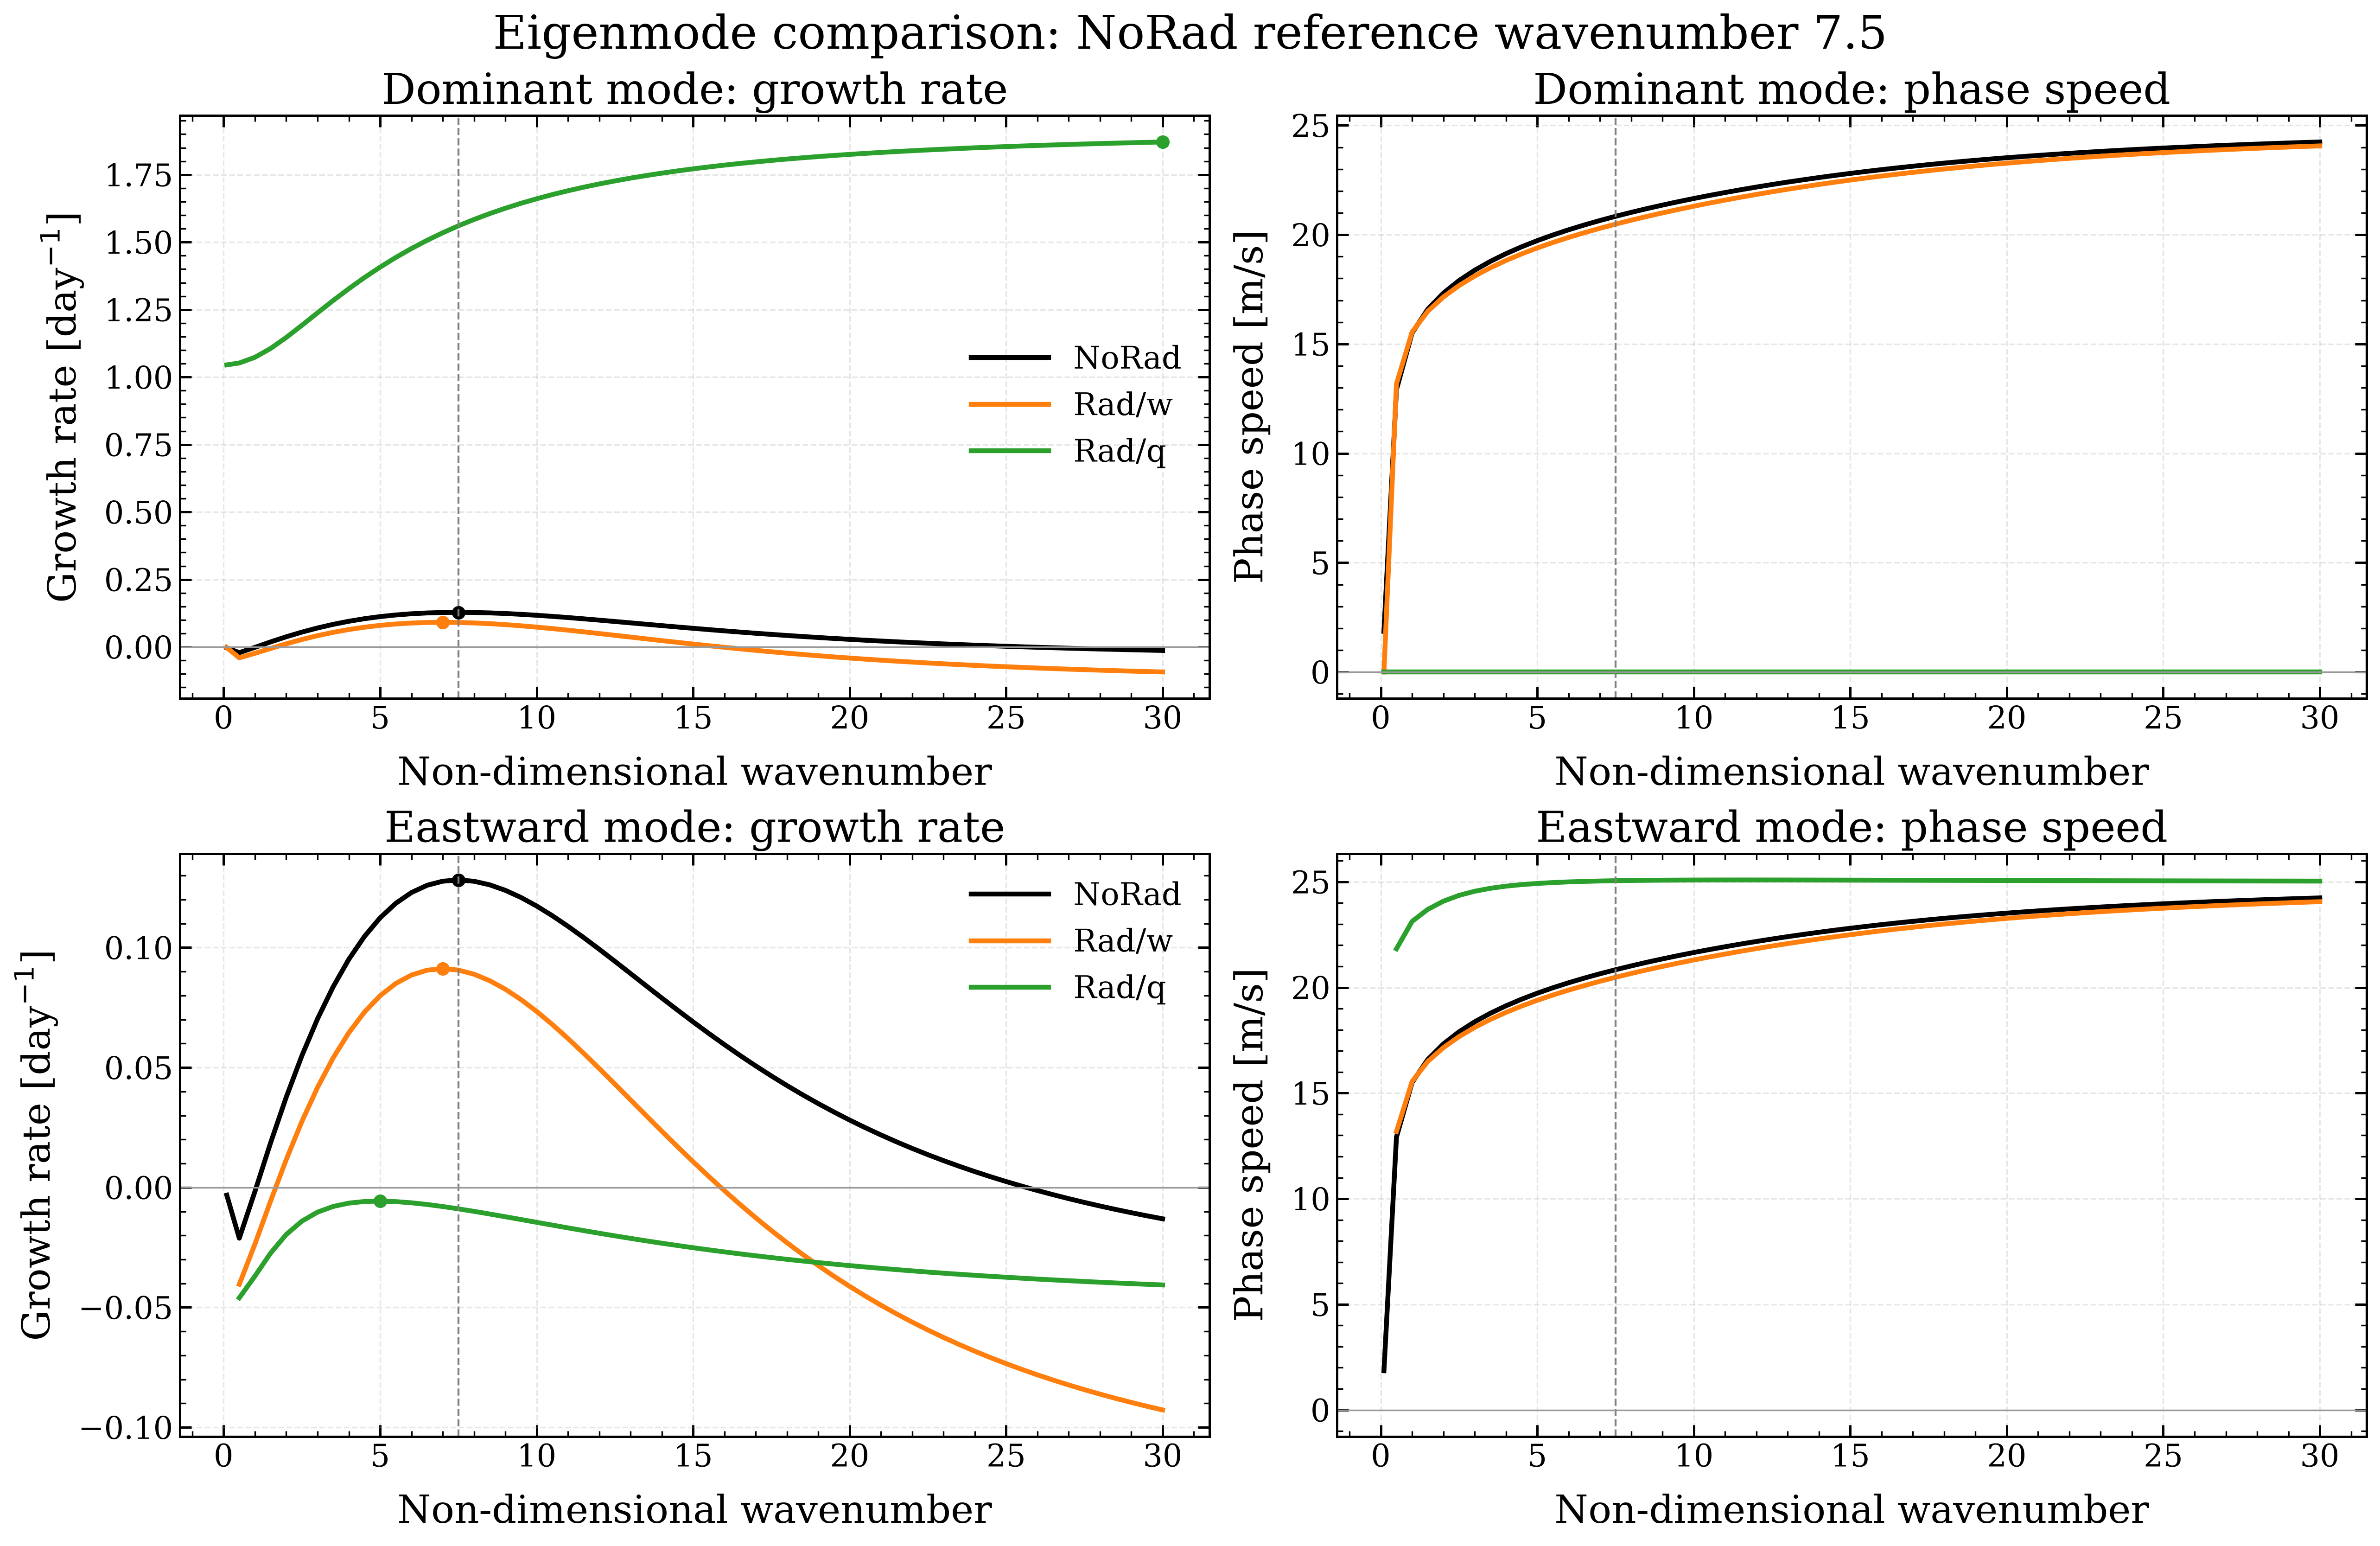 Eigenmode comparison: NoRad reference wavenumber 7.5
Dominant mode: growth rate
Growth rate [day⁻¹]
1.75
1.50
1.25
1.00
0.75
0.50
0.25
0.00
NoRad
Rad/w
Rad/q
0 5 10 15 20 25 30
Non-dimensional wavenumber
Dominant mode: phase speed
Phase speed [m/s]
25
20
15
10
5
0
0 5 10 15 20 25 30
Non-dimensional wavenumber
Eastward mode: growth rate
Growth rate [day⁻¹]
0.10
0.05
0.00
−0.05
−0.10
NoRad
Rad/w
Rad/q
0 5 10 15 20 25 30
Non-dimensional wavenumber
Eastward mode: phase speed
Phase speed [m/s]
25
20
15
10
5
0
0 5 10 15 20 25 30
Non-dimensional wavenumber